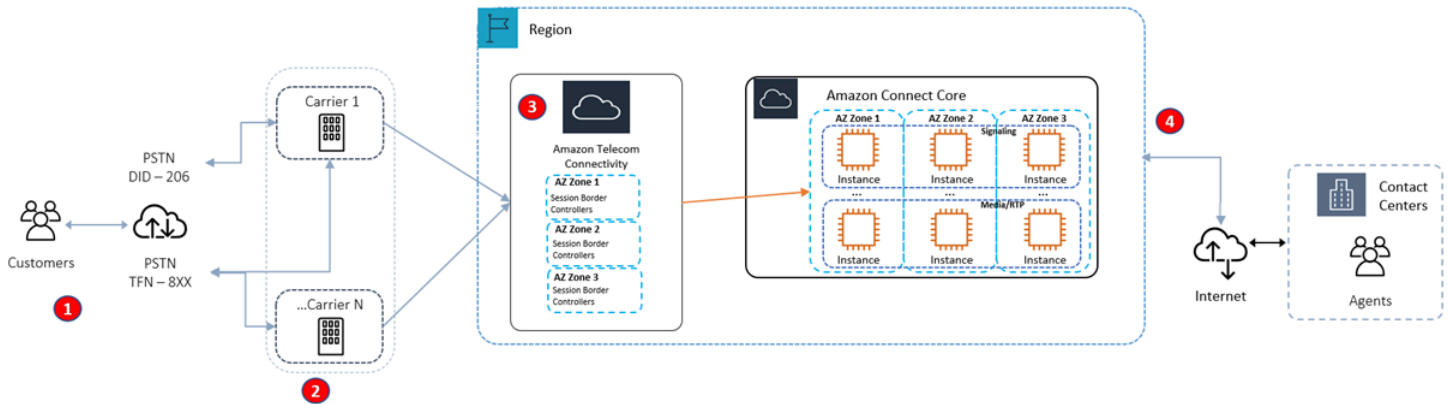 Customers
1
PSTN
DID – 206
PSTN
TFN – 8XX
Carrier 1
...Carrier N
2
Region
3
Amazon Telecom
Connectivity
AZ Zone 1
Session Border
Controllers
AZ Zone 2
Session Border
Controllers
AZ Zone 3
Session Border
Controllers
Amazon Connect Core
AZ Zone 1 AZ Zone 2 AZ Zone 3
Signaling
Instance Instance Instance
... ... ...
Media/RTP
Instance Instance Instance
4
Internet
Contact
Centers
Agents